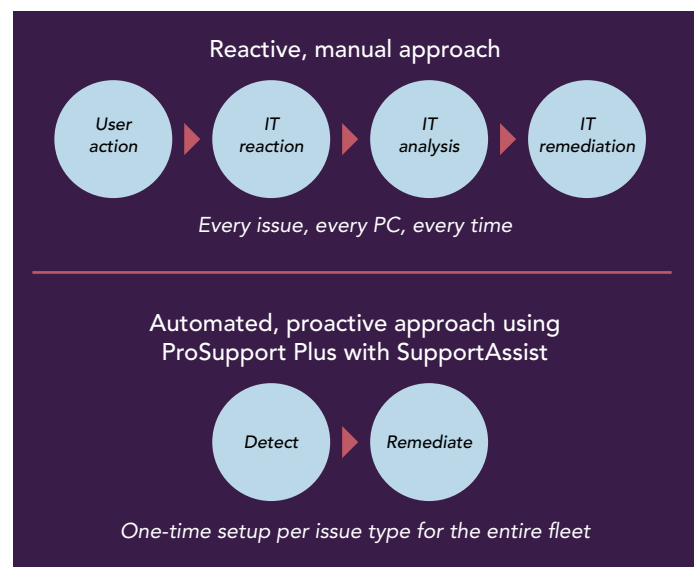 Reactive, manual approach
User
action
IT
reaction
IT
analysis
IT
remediation
Every issue, every PC, every time
Automated, proactive approach using
ProSupport Plus with SupportAssist
Detect
Remediate
One-time setup per issue type for the entire fleet